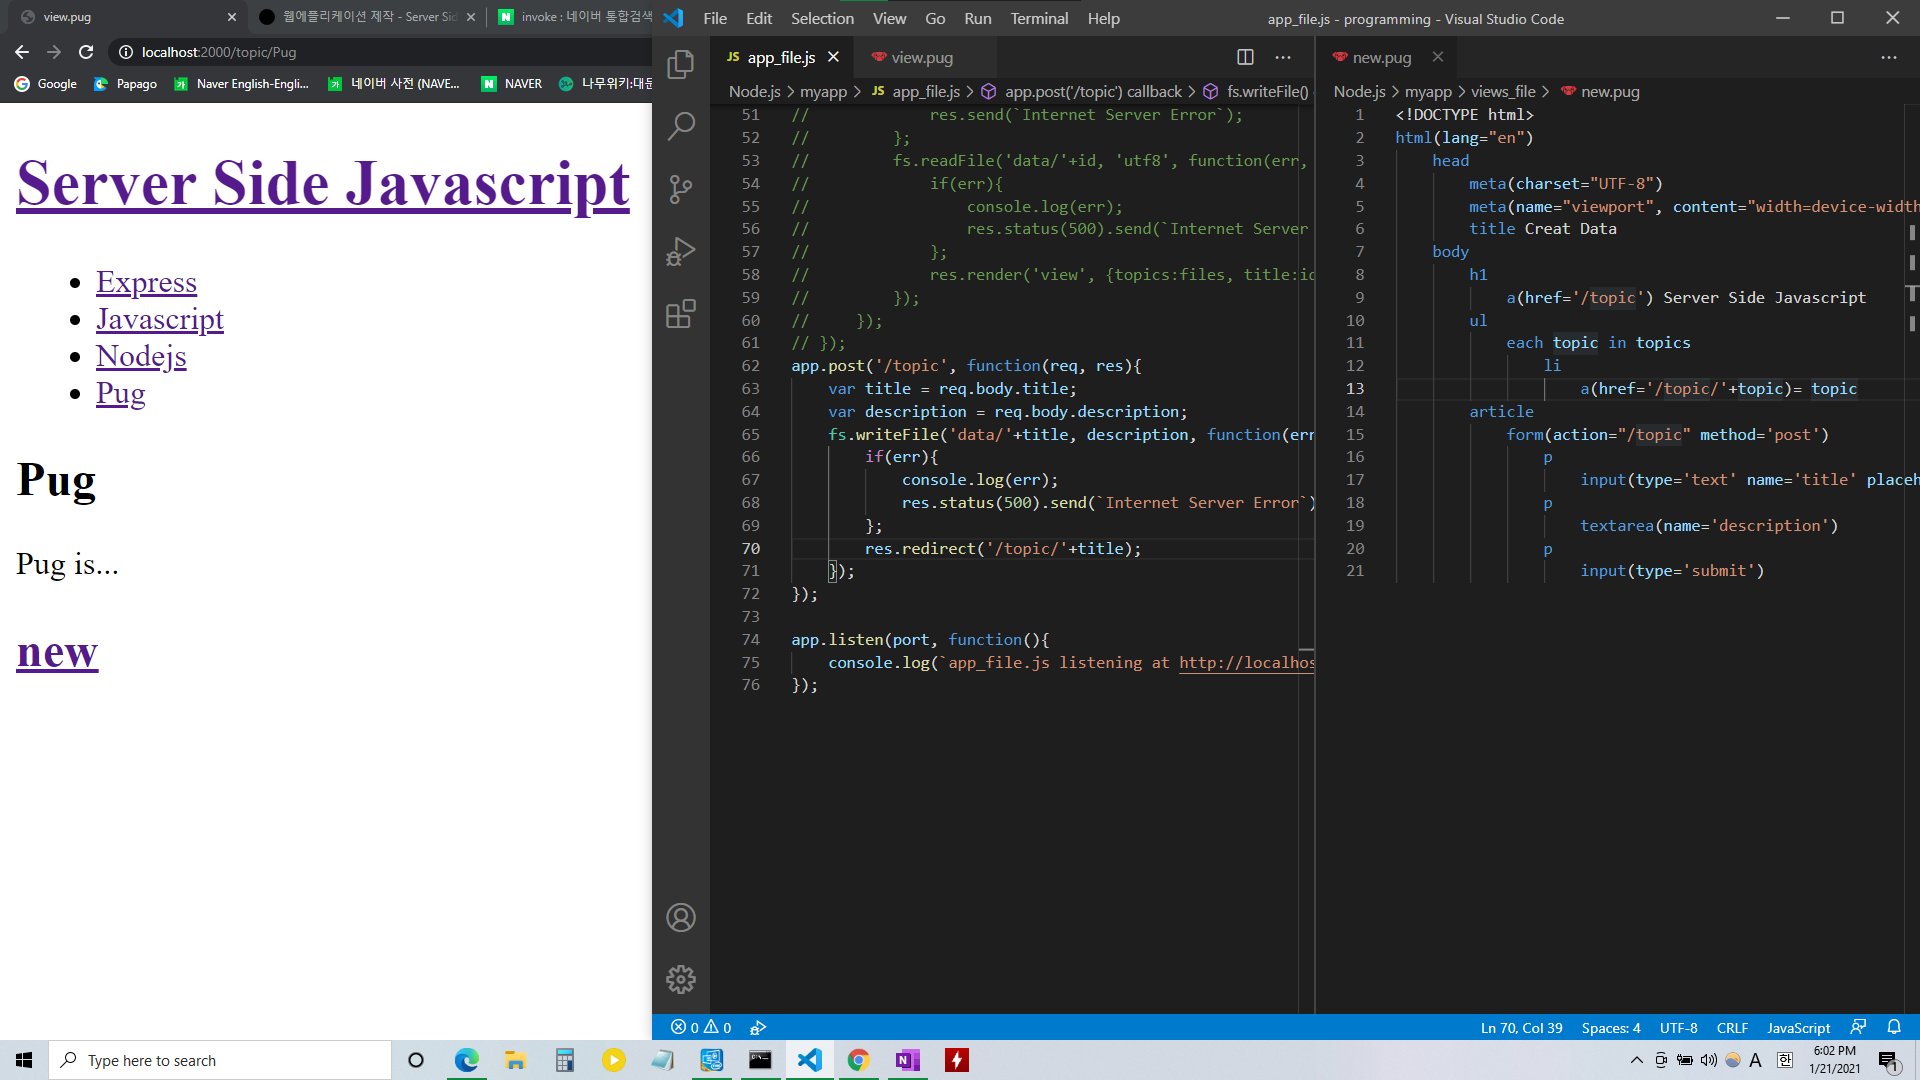 view.pug
웹애플리케이션 제작 - Server Sid
invoke : 네이버 통합검색
localhost:2000/topic/Pug
Google
Papago
Naver English-Engli...
네이버 사전 (NAVE...
NAVER
나무위키:대문
Server Side Javascript
Express
Javascript
Nodejs
Pug
Pug
Pug is...
new
File Edit Selection View Go Run Terminal Help
app_file.js - programming - Visual Studio Code
JS app_file.js
view.pug
Node.js > myapp > JS app_file.js > app.post('/topic') callback > fs.writeFile()
51 // res.send(`Internet Server Error`);
52 // };
53 // fs.readFile('data/'+id, 'utf8', function(err,
54 // if(err){
55 // console.log(err);
56 // res.status(500).send(`Internet Server
57 // };
58 // res.render('view', {topics:files, title:id
59 // });
60 // });
61 // });
62 app.post('/topic', function(req, res){
63 var title = req.body.title;
64 var description = req.body.description;
65 fs.writeFile('data/'+title, description, function(err
66 if(err){
67 console.log(err);
68 res.status(500).send(`Internet Server Error`)
69 };
70 res.redirect('/topic/'+title);
71 });
72 });
73
74 app.listen(port, function(){
75 console.log(`app_file.js listening at http://localhos
76 });
new.pug
Node.js > myapp > views_file > new.pug
1 <!DOCTYPE html>
2 html(lang="en")
3 head
4 meta(charset="UTF-8")
5 meta(name="viewport", content="width=device-width
6 title Creat Data
7 body
8 h1
9 a(href='/topic') Server Side Javascript
10 ul
11 each topic in topics
12 li
13 a(href='/topic/'+topic)= topic
14 article
15 form(action="/topic" method='post')
16 p
17 input(type='text' name='title' placeh
18 p
19 textarea(name='description')
20 p
21 input(type='submit')
0 0
Ln 70, Col 39 Spaces: 4 UTF-8 CRLF JavaScript
Type here to search
A 한
6:02 PM
1/21/2021
1